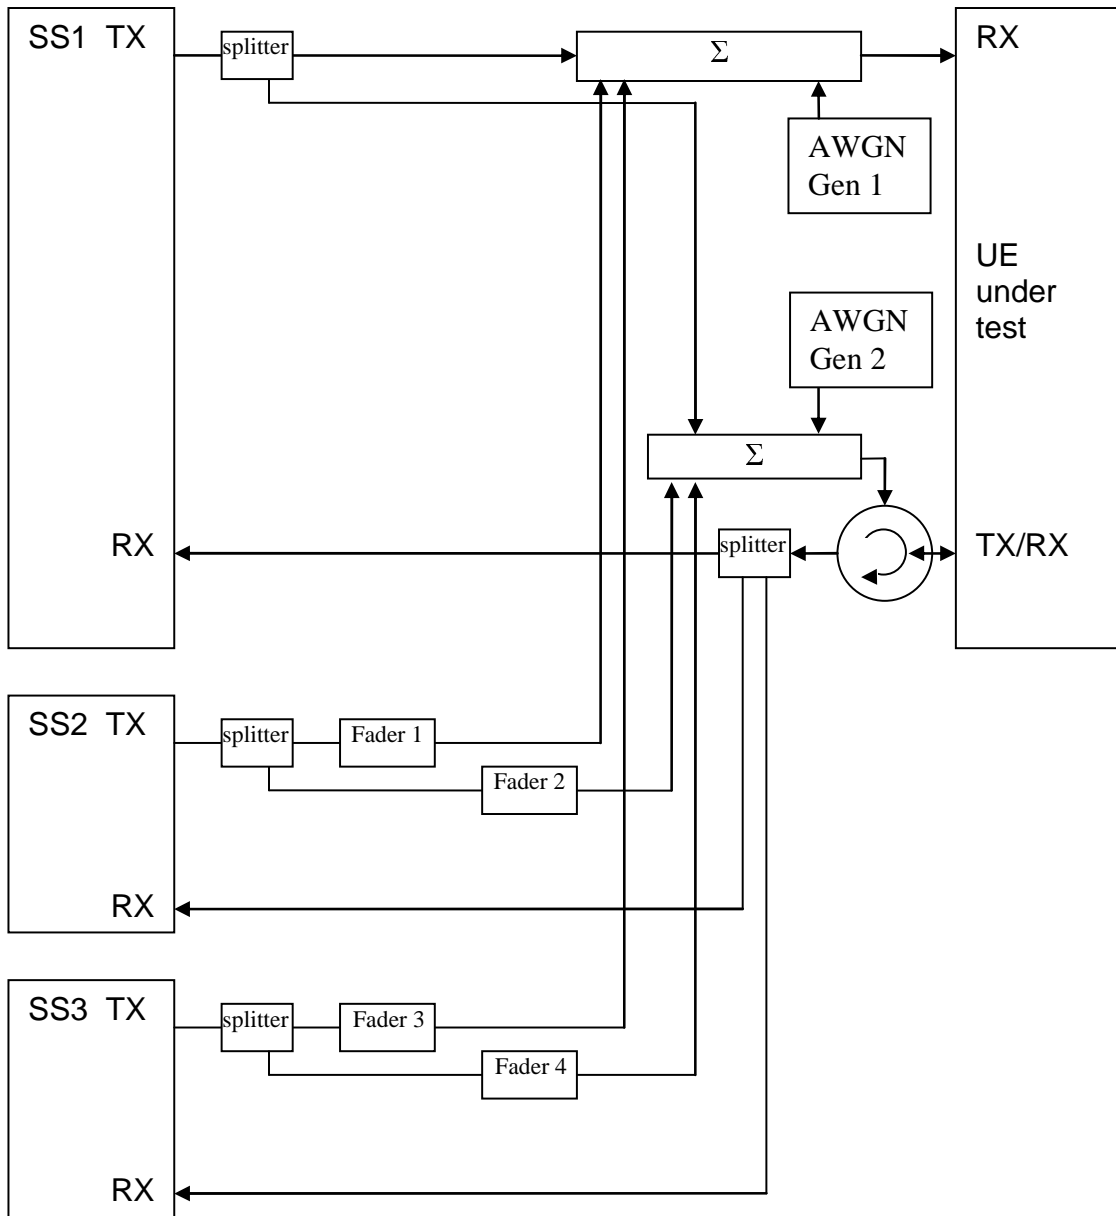 SS1 TX
splitter
Σ
RX
AWGN
Gen 1
UE
under
test
AWGN
Gen 2
Σ
RX
splitter
TX/RX
SS2 TX
splitter
Fader 1
Fader 2
RX
SS3 TX
splitter
Fader 3
Fader 4
RX